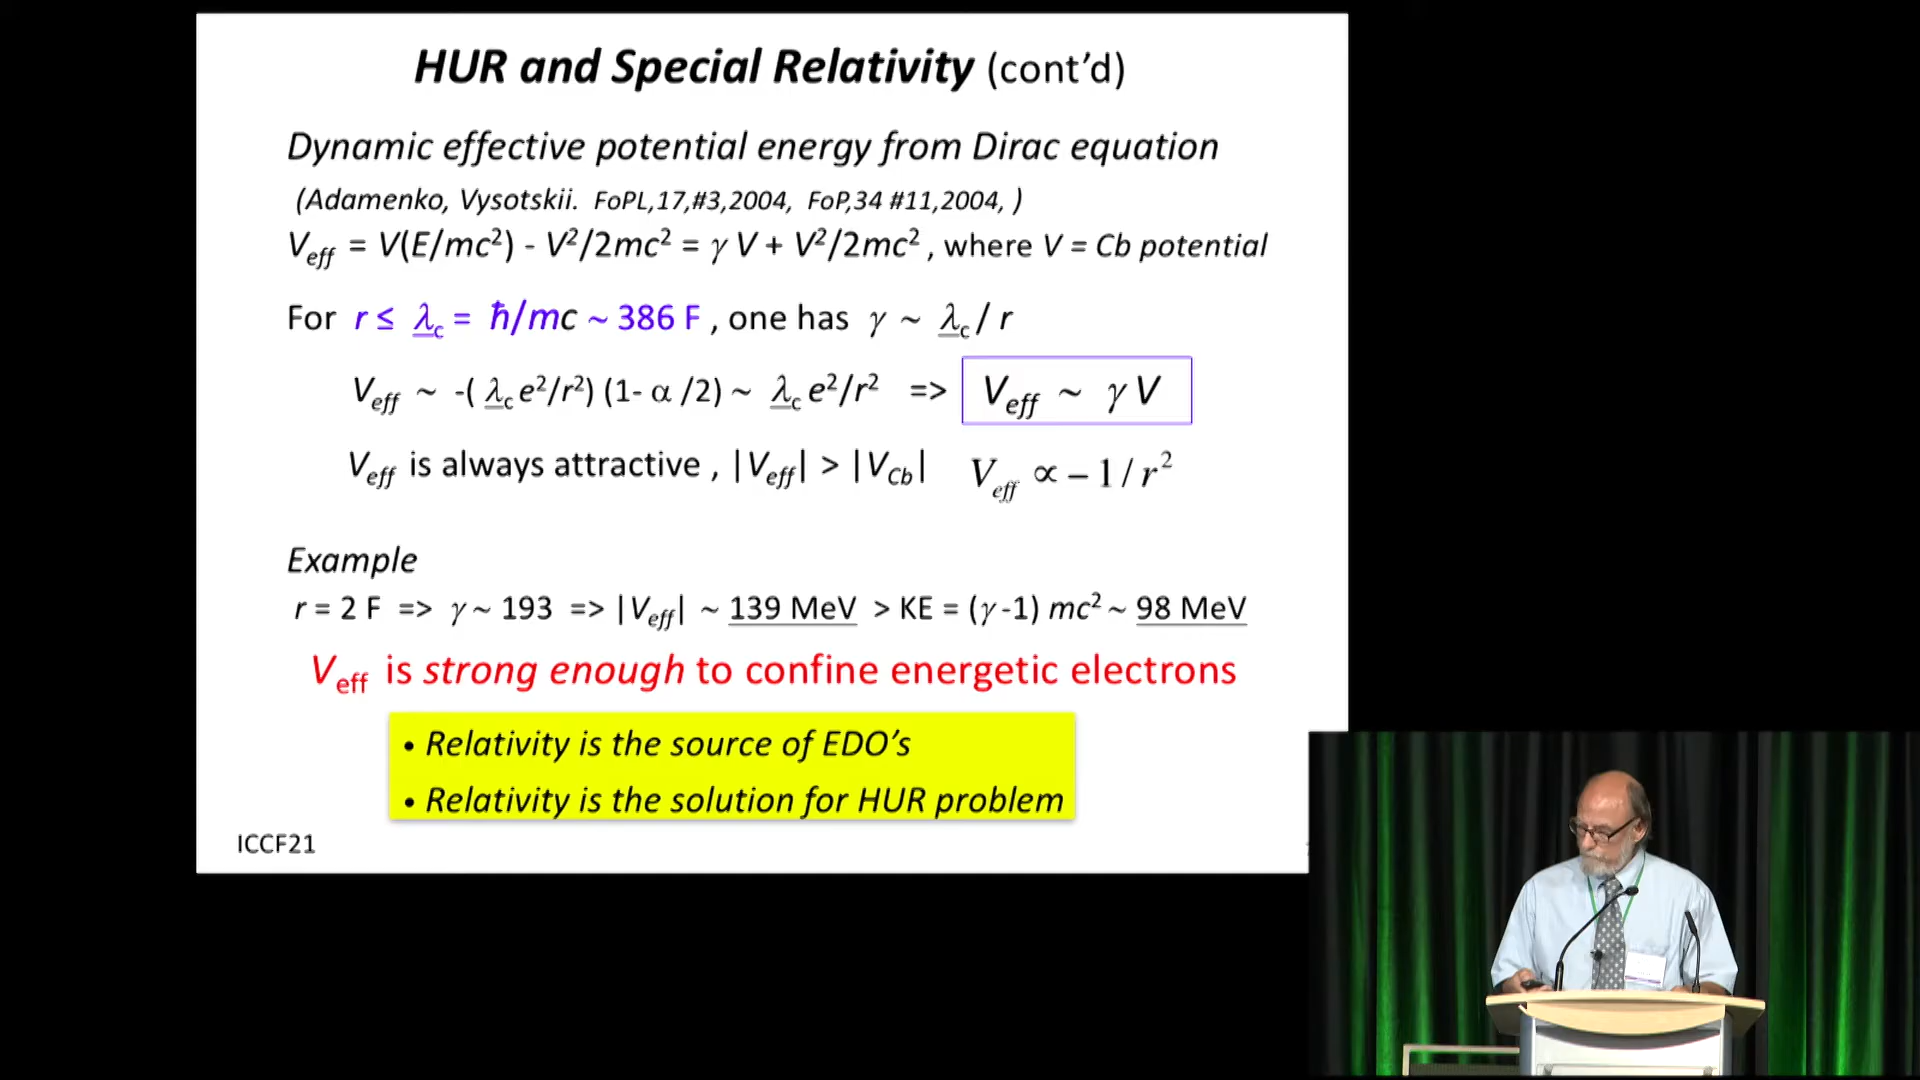 HUR and Special Relativity (cont'd)
Dynamic effective potential energy from Dirac equation
(Adamenko, Vysotskii. FoPL,17,#3,2004, FoP,34 #11,2004, )
V_eff = V(E/mc²) - V²/2mc² = γ V + V²/2mc² , where V = Cb potential
For r ≤ λ_c = ħ/mc ~ 386 F , one has γ ~ λ_c / r
V_eff ~ -( λ_c e²/r²) (1- α /2) ~ λ_c e²/r² => V_eff ~ γ V
V_eff is always attractive , |V_eff| > |V_Cb| V_eff ∝ – 1 / r²
Example
r = 2 F => γ ~ 193 => |V_eff| ~ 139 MeV > KE = (γ -1) mc² ~ 98 MeV
V_eff is strong enough to confine energetic electrons
• Relativity is the source of EDO's
• Relativity is the solution for HUR problem
ICCF21